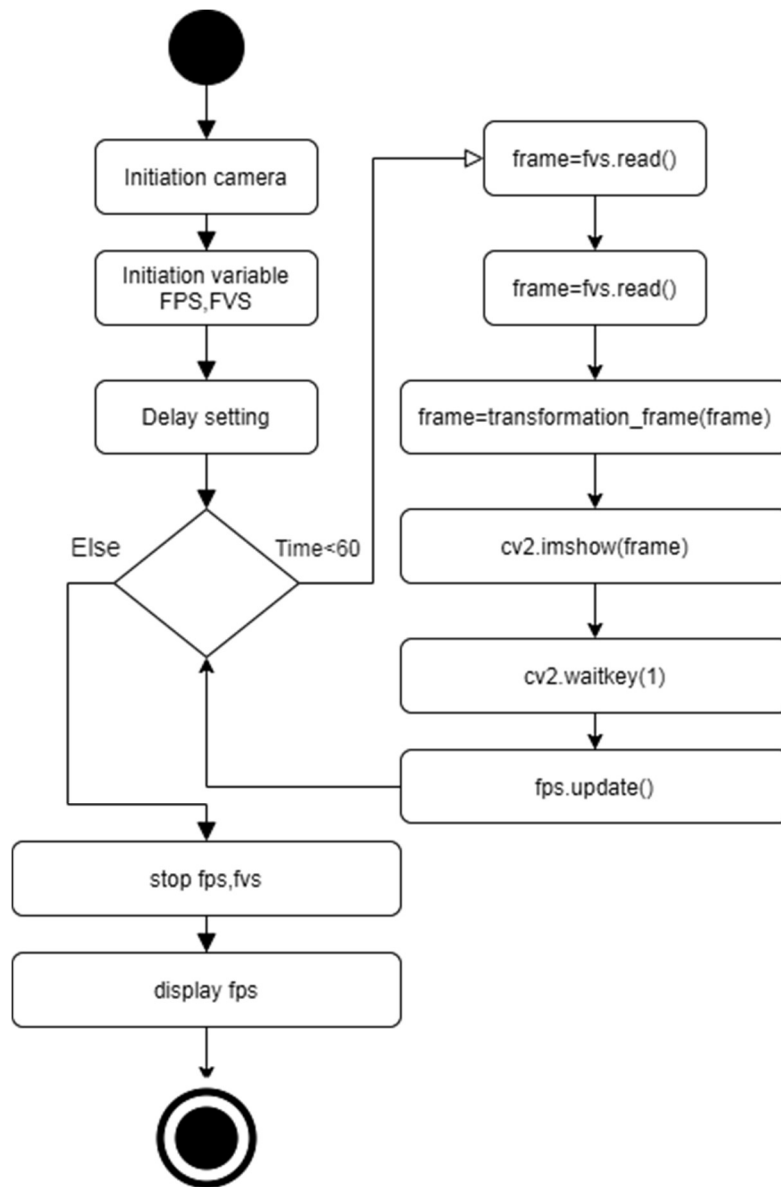 Initiation camera
Initiation variable
FPS,FVS
Delay setting
Else
Time<60
frame=fvs.read()
frame=fvs.read()
frame=transformation_frame(frame)
cv2.imshow(frame)
cv2.waitkey(1)
fps.update()
stop fps,fvs
display fps